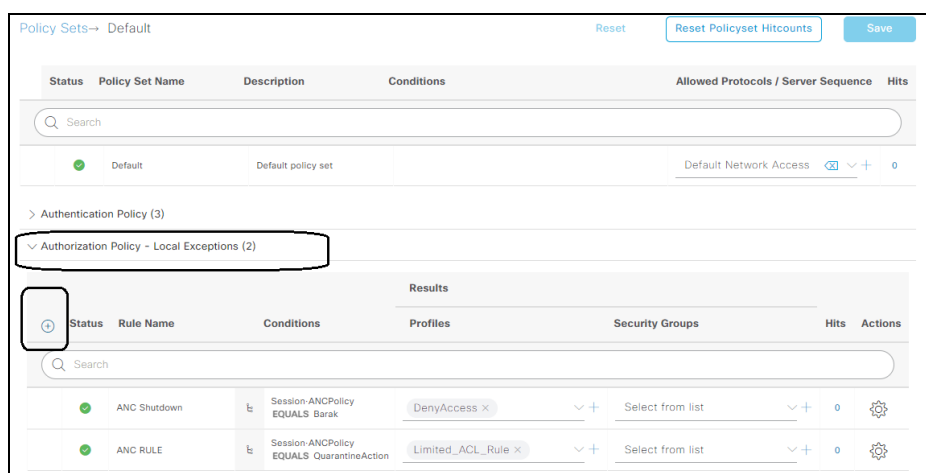 Policy Sets→ Default
Reset
Reset Policyset Hitcounts
Save
Status Policy Set Name Description Conditions Allowed Protocols / Server Sequence Hits
Search
Default Default policy set Default Network Access 0
Authentication Policy (3)
Authorization Policy - Local Exceptions (2)
Results
Status Rule Name Conditions Profiles Security Groups Hits Actions
Search
ANC Shutdown Session·ANCPolicy DenyAccess × Select from list 0
EQUALS Barak
ANC RULE Session·ANCPolicy Limited_ACL_Rule × Select from list 0
EQUALS QuarantineAction